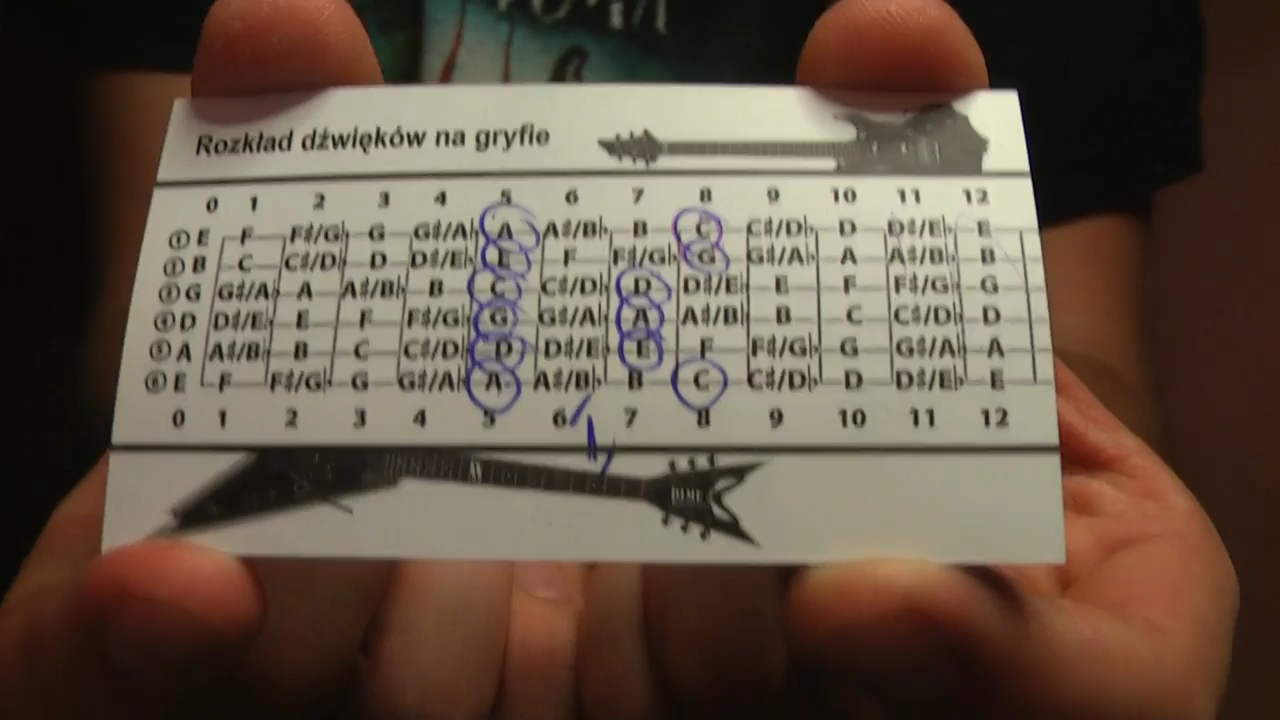 Rozkład dźwięków na gryfie
0 1 2 3 4 5 6 7 8 9 10 11 12
① E F F♯/G♭ G G♯/A♭ A A♯/B♭ B C C♯/D♭ D D♯/E♭ E
② B C C♯/D♭ D D♯/E♭ E F F♯/G♭ G G♯/A♭ A A♯/B♭ B
③ G G♯/A♭ A A♯/B♭ B C C♯/D♭ D D♯/E♭ E F F♯/G♭ G
④ D D♯/E♭ E F F♯/G♭ G G♯/A♭ A A♯/B♭ B C C♯/D♭ D
⑤ A A♯/B♭ B C C♯/D♭ D D♯/E♭ E F F♯/G♭ G G♯/A♭ A
⑥ E F F♯/G♭ G G♯/A♭ A A♯/B♭ B C C♯/D♭ D D♯/E♭ E
0 1 2 3 4 5 6 7 8 9 10 11 12